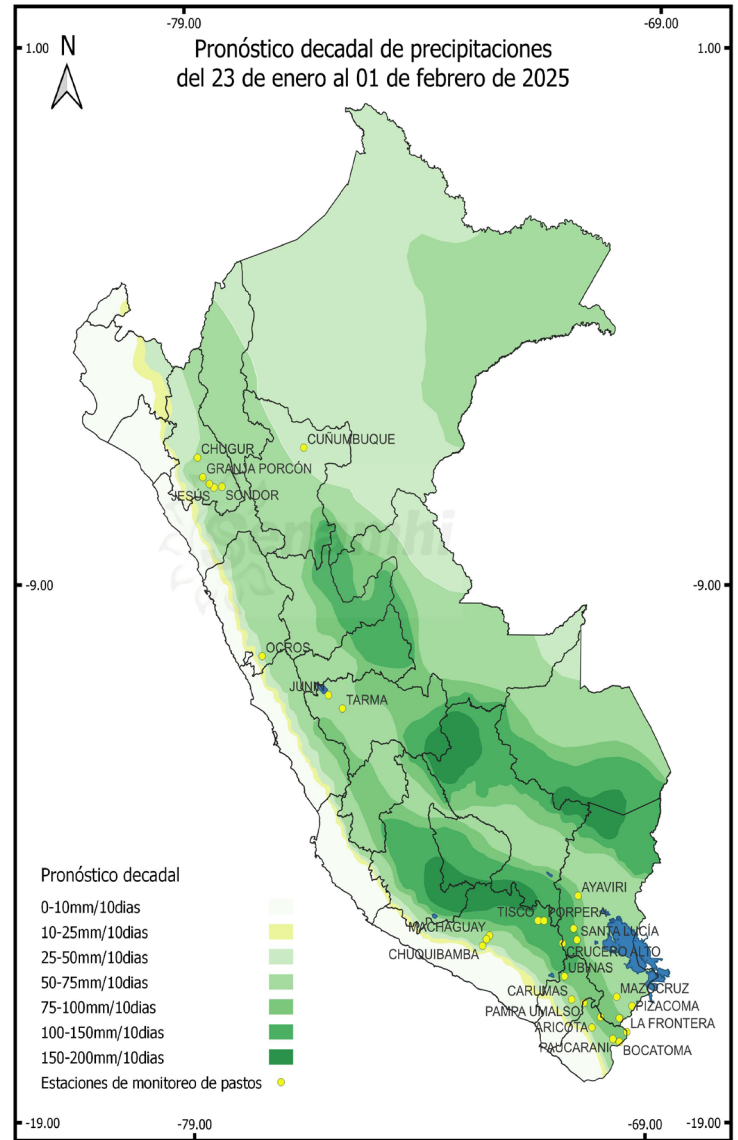 -79.00
-69.00
1.00
N
Pronóstico decadal de precipitaciones
1.00
del 23 de enero al 01 de febrero de 2025
CUÑUMBUQUE
CHUGUR
GRANJA PORCÓN
JESÚS
SONDOR
Senamhi
-9.00
-9.00
OCROS
JUNIN
TARMA
Pronóstico decadal
0-10mm/10dias
10-25mm/10dias
25-50mm/10dias
50-75mm/10dias
75-100mm/10dias
100-150mm/10dias
150-200mm/10dias
Estaciones de monitoreo de pastos
AYAVIRI
TISCO
PORPERA
MACHAGUAY
SANTA LUCÍA
CHUQUIBAMBA
CRUCERO ALTO
UBINAS
CARUMAS
MAZOCRUZ
PAMPA UMALSO
PIZACOMA
ARICOTA
LA FRONTERA
PAUCARANI
BOCATOMA
-19.00
-79.00
-69.00
-19.00